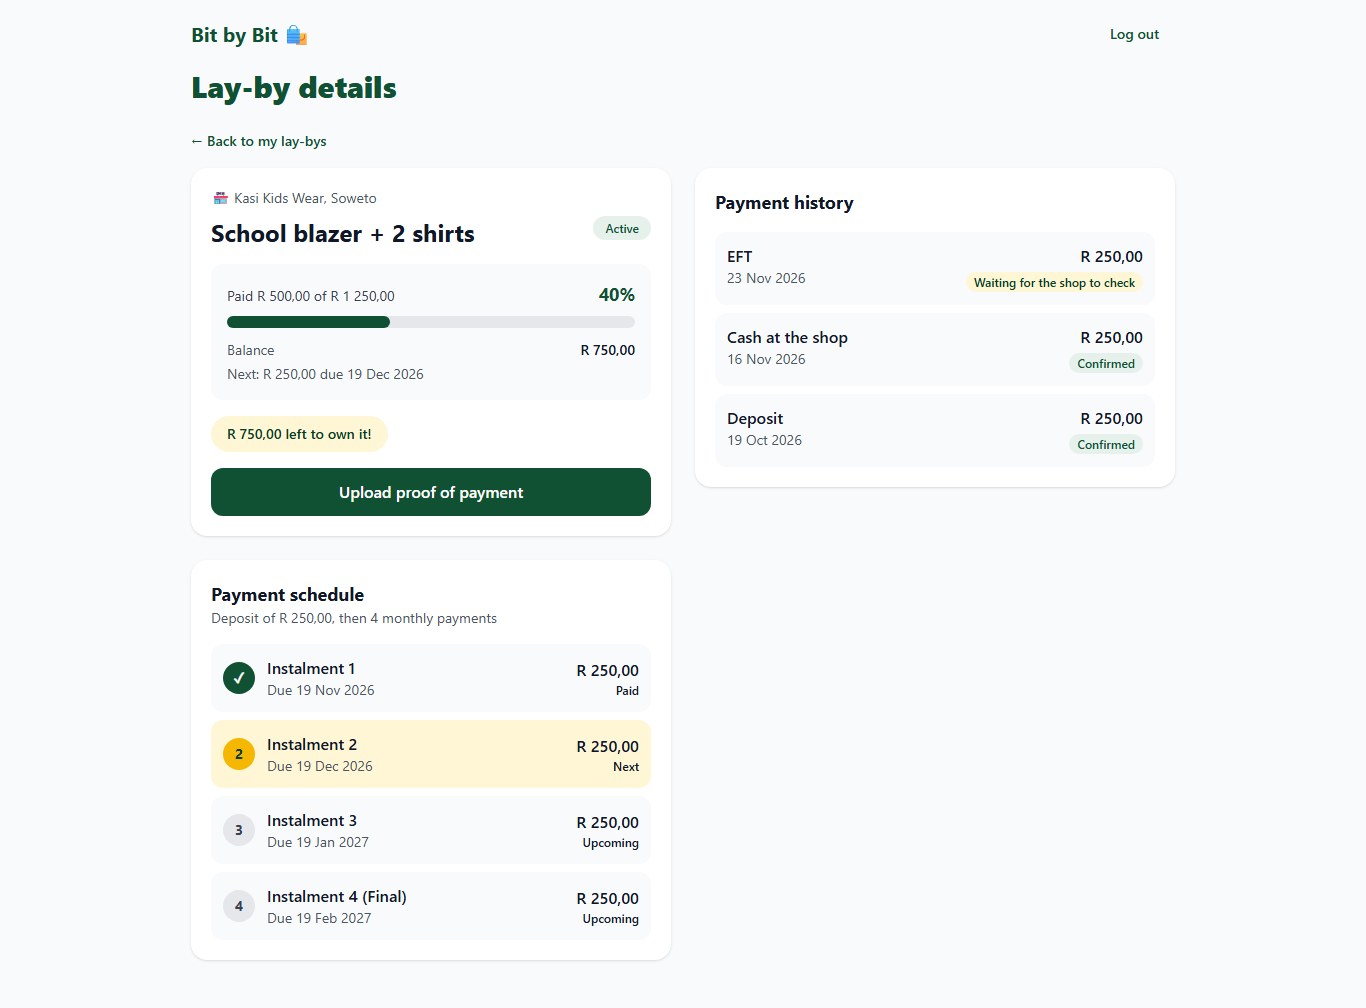 Bit by Bit
Log out
Lay-by details
← Back to my lay-bys
Kasi Kids Wear, Soweto
School blazer + 2 shirts
Active
Paid R 500,00 of R 1 250,00
40%
Balance
R 750,00
Next: R 250,00 due 19 Dec 2026
R 750,00 left to own it!
Upload proof of payment
Payment history
EFT
R 250,00
23 Nov 2026
Waiting for the shop to check
Cash at the shop
R 250,00
16 Nov 2026
Confirmed
Deposit
R 250,00
19 Oct 2026
Confirmed
Payment schedule
Deposit of R 250,00, then 4 monthly payments
✓
Instalment 1
R 250,00
Due 19 Nov 2026
Paid
2
Instalment 2
R 250,00
Due 19 Dec 2026
Next
3
Instalment 3
R 250,00
Due 19 Jan 2027
Upcoming
4
Instalment 4 (Final)
R 250,00
Due 19 Feb 2027
Upcoming